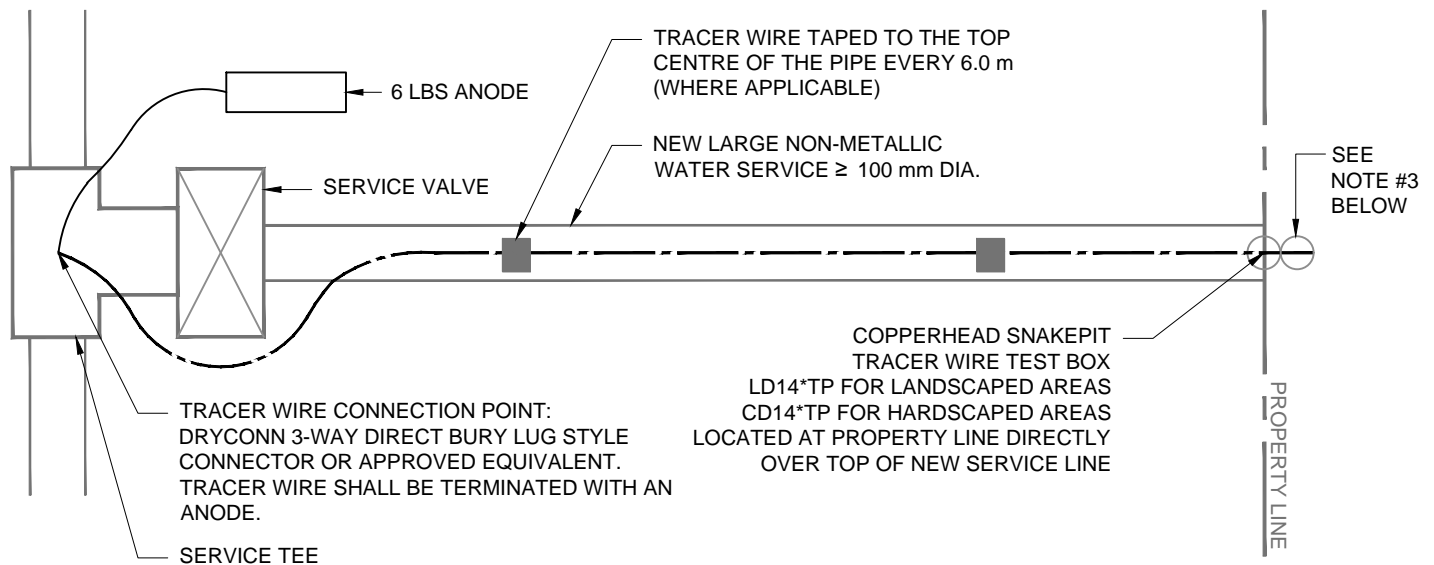 TRACER WIRE TAPED TO THE TOP
CENTRE OF THE PIPE EVERY 6.0 m
(WHERE APPLICABLE)
6 LBS ANODE
NEW LARGE NON-METALLIC
WATER SERVICE ≥ 100 mm DIA.
SEE
NOTE #3
BELOW
SERVICE VALVE
COPPERHEAD SNAKEPIT
TRACER WIRE TEST BOX
LD14*TP FOR LANDSCAPED AREAS
CD14*TP FOR HARDSCAPED AREAS
LOCATED AT PROPERTY LINE DIRECTLY
OVER TOP OF NEW SERVICE LINE
PROPERTY LINE
TRACER WIRE CONNECTION POINT:
DRYCONN 3-WAY DIRECT BURY LUG STYLE
CONNECTOR OR APPROVED EQUIVALENT.
TRACER WIRE SHALL BE TERMINATED WITH AN
ANODE.
SERVICE TEE